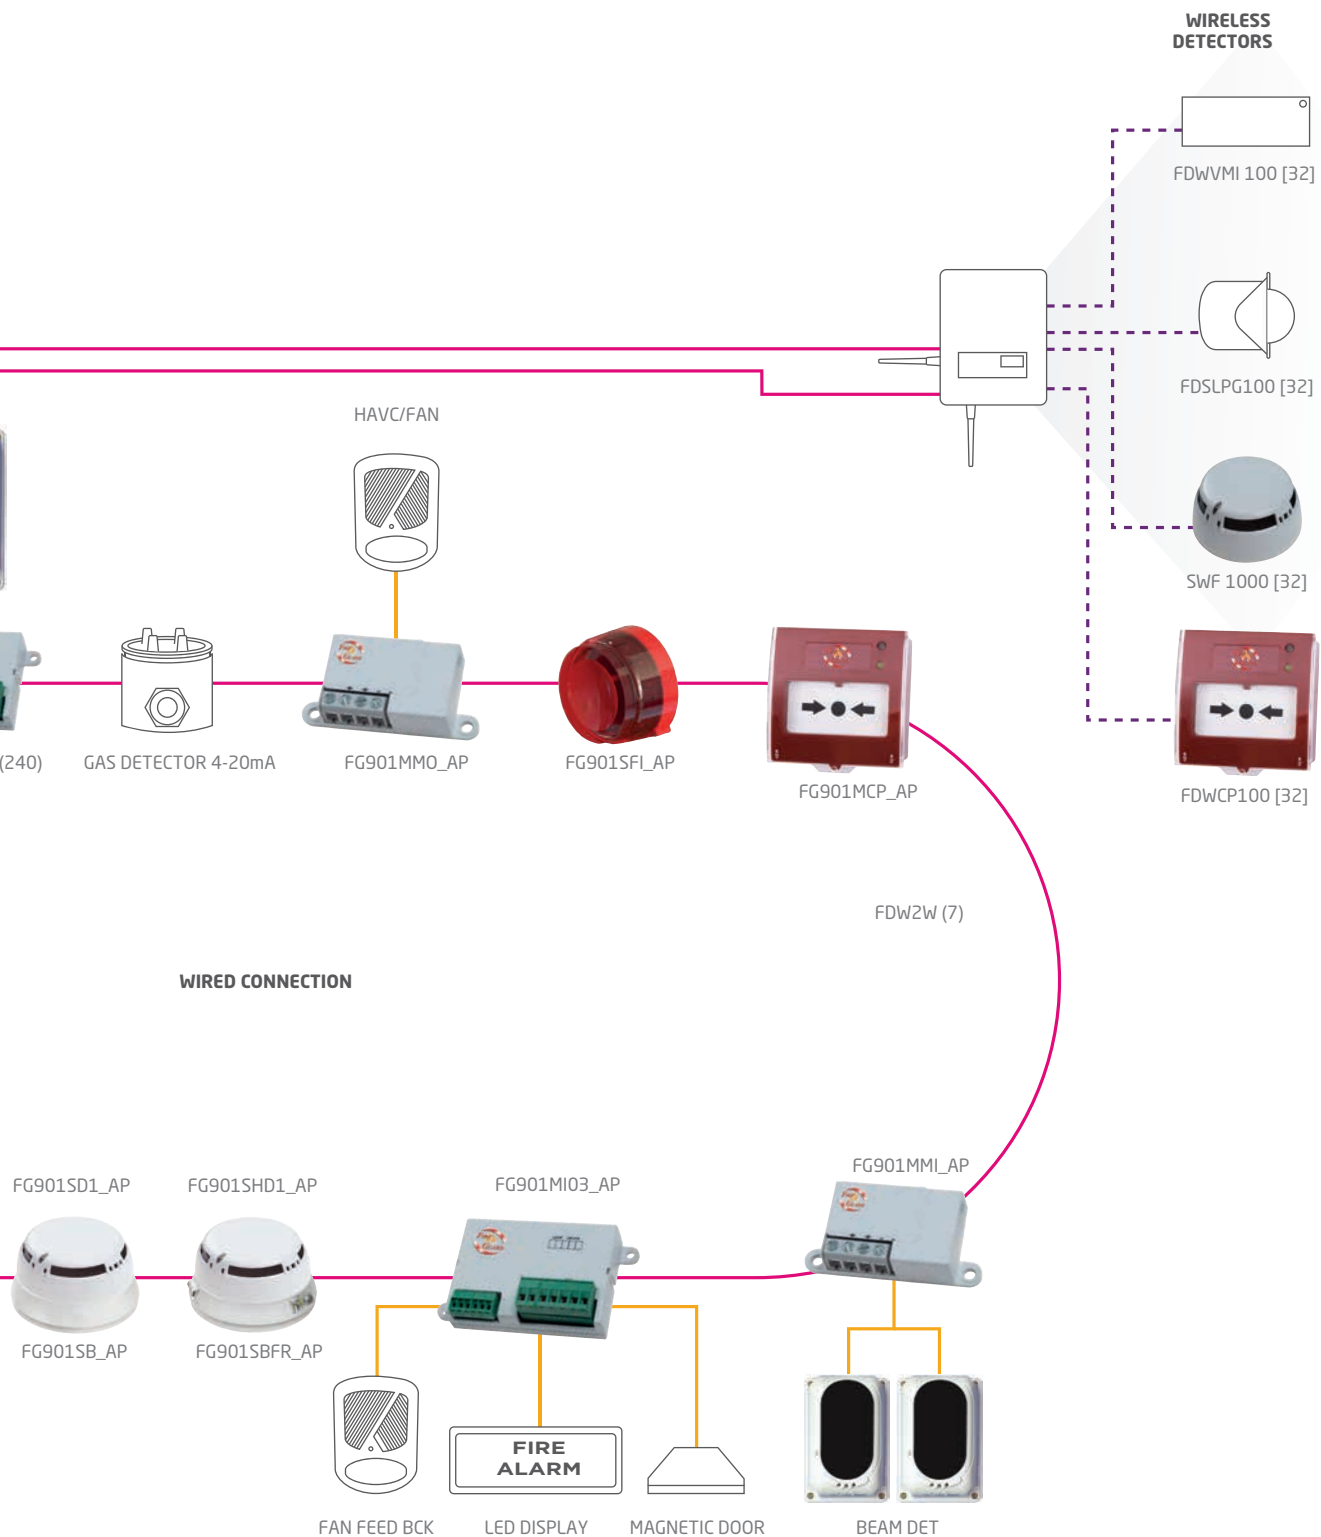 WIRELESS
DETECTORS
FDWVMI 100 [32]
FDSLPG100 [32]
HAVC/FAN
SWF 1000 [32]
(240)
GAS DETECTOR 4-20mA
FG901MMO_AP
FG901SFI_AP
FG901MCP_AP
FDWCP100 [32]
FDW2W (7)
WIRED CONNECTION
FG901MMI_AP
FG901SD1_AP
FG901SHD1_AP
FG901MI03_AP
FG901SB_AP
FG901SBFR_AP
FIRE
ALARM
FAN FEED BCK
LED DISPLAY
MAGNETIC DOOR
BEAM DET